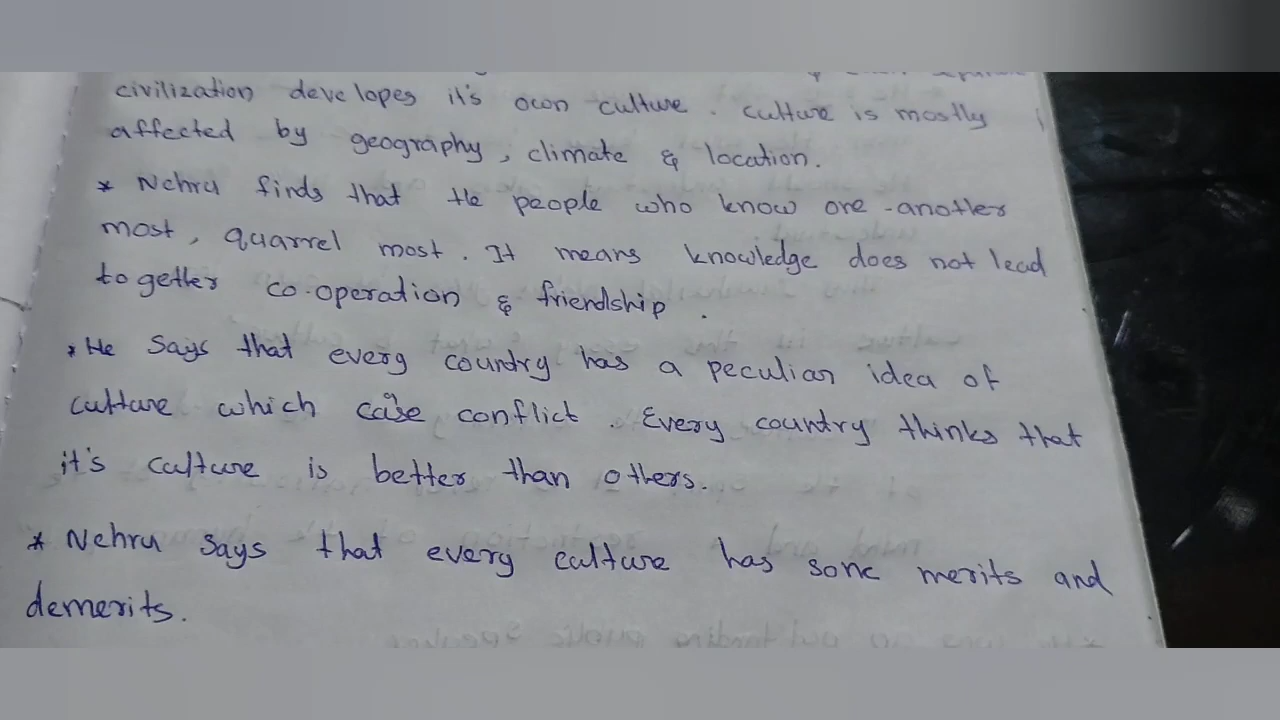 civilization developes it's own culture. culture is mostly
affected by geography, climate & location.
* Nehru finds that the people who know one-another
most, quarrel most. It means knowledge does not lead
together co-operation & friendship.
* He says that every country has a peculiar idea of
culture which case conflict. Every country thinks that
it's culture is better than others.
* Nehru says that every culture has some merits and
demerits.